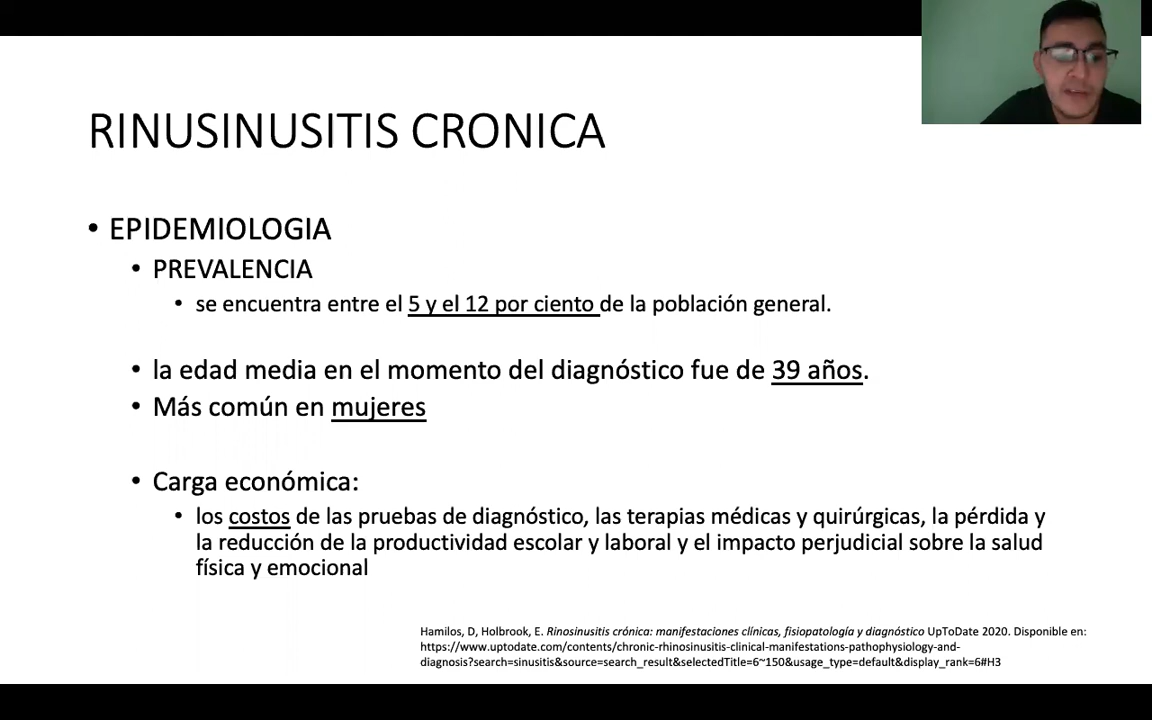 RINUSINUSITIS CRONICA
• EPIDEMIOLOGIA
• PREVALENCIA
• se encuentra entre el 5 y el 12 por ciento de la población general.
• la edad media en el momento del diagnóstico fue de 39 años.
• Más común en mujeres
• Carga económica:
• los costos de las pruebas de diagnóstico, las terapias médicas y quirúrgicas, la pérdida y
la reducción de la productividad escolar y laboral y el impacto perjudicial sobre la salud
física y emocional
Hamilos, D, Holbrook, E. Rinosinusitis crónica: manifestaciones clínicas, fisiopatología y diagnóstico UpToDate 2020. Disponible en:
https://www.uptodate.com/contents/chronic-rhinosinusitis-clinical-manifestations-pathophysiology-and-
diagnosis?search=sinusitis&source=search_result&selectedTitle=6~150&usage_type=default&display_rank=6#H3